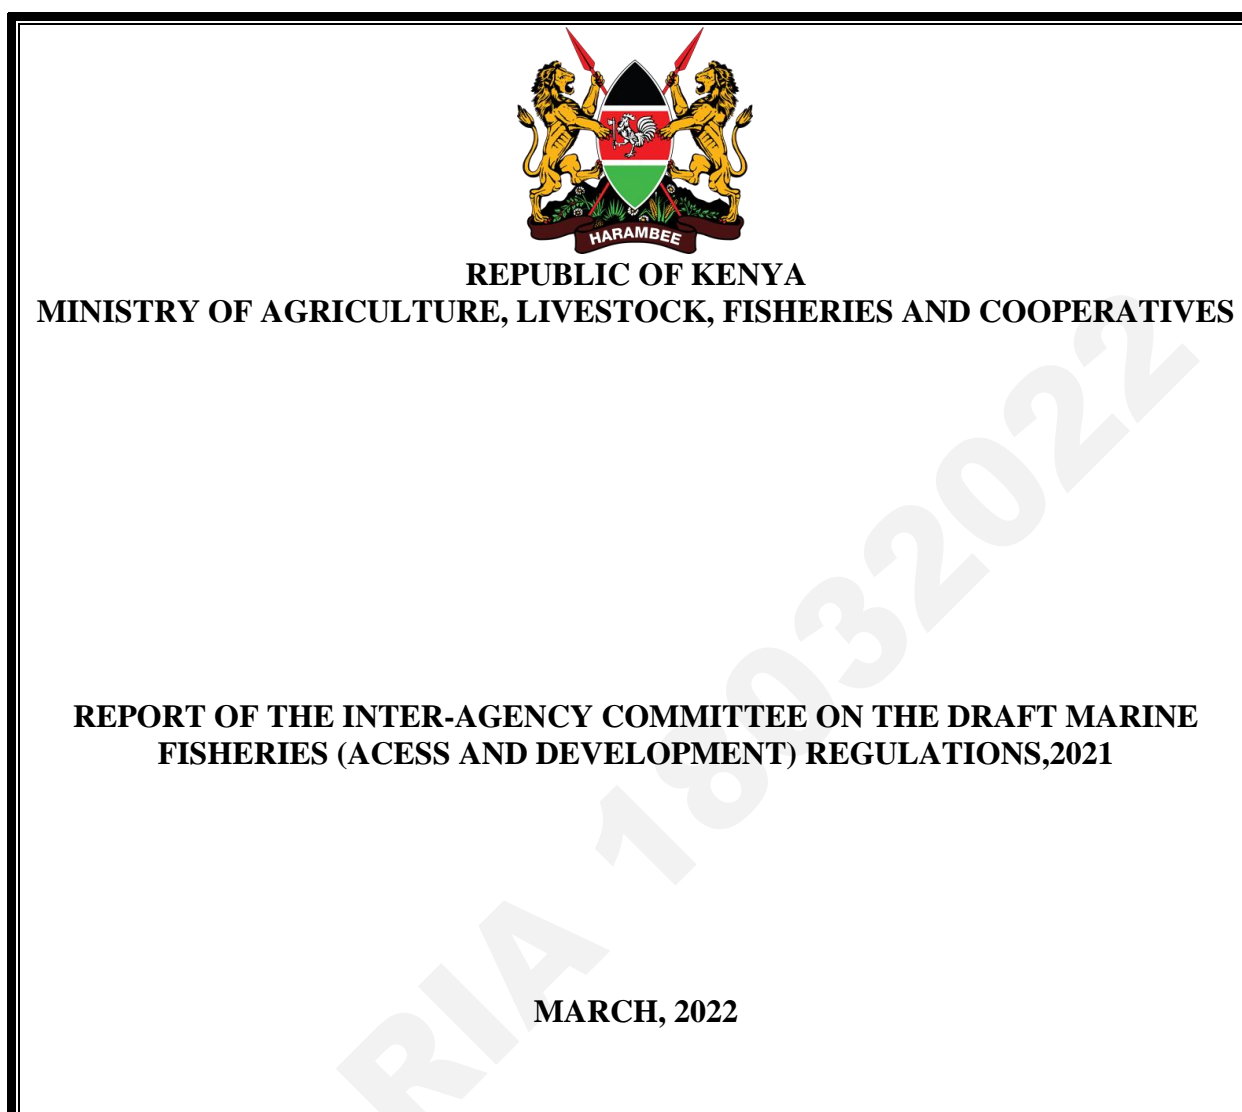 HARAMBEE
REPUBLIC OF KENYA
MINISTRY OF AGRICULTURE, LIVESTOCK, FISHERIES AND COOPERATIVES
REPORT OF THE INTER-AGENCY COMMITTEE ON THE DRAFT MARINE
FISHERIES (ACESS AND DEVELOPMENT) REGULATIONS,2021
MARCH, 2022
RIA 18032022